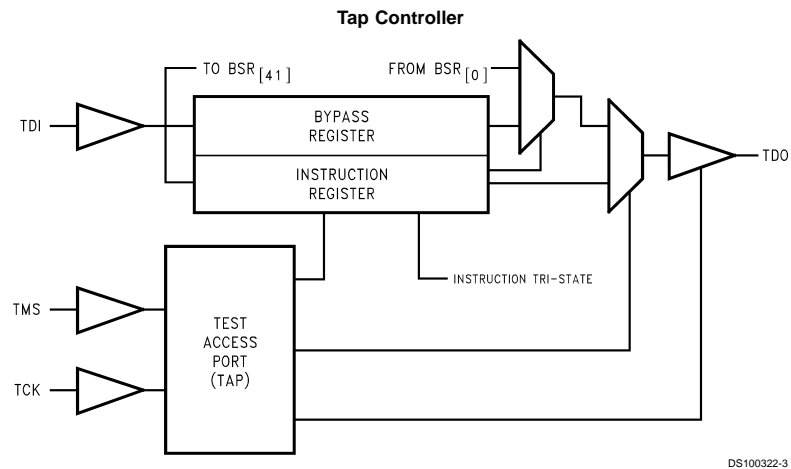 Tap Controller
TO BSR[41]
FROM BSR[0]
TDI
BYPASS
REGISTER
INSTRUCTION
REGISTER
TDO
INSTRUCTION TRI-STATE
TMS
TEST
ACCESS
PORT
(TAP)
TCK
DS100322-3